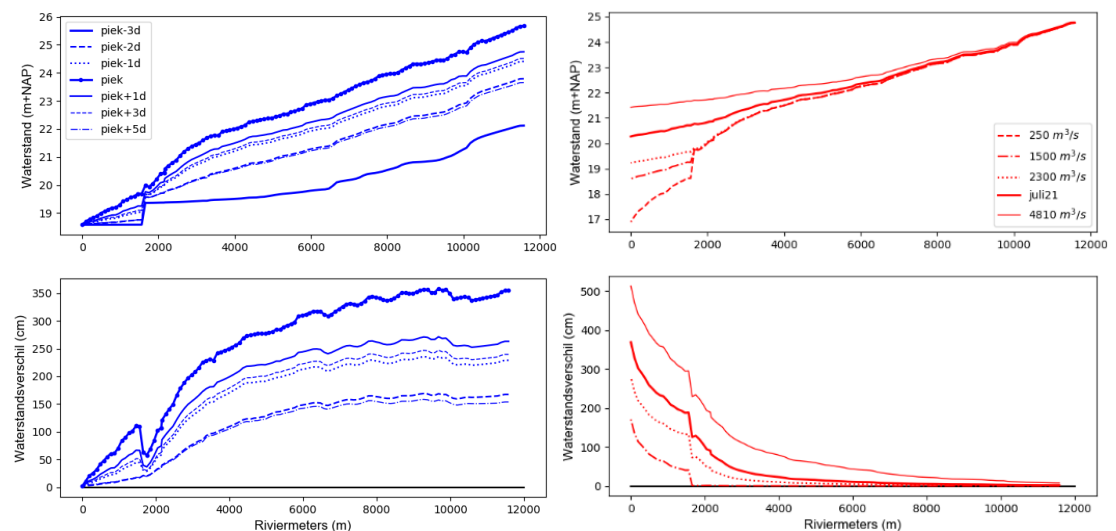 26
25
24
23
22
21
20
19
Waterstand (m+NAP)
piek-3d
piek-2d
piek-1d
piek
piek+1d
piek+3d
piek+5d
0 2000 4000 6000 8000 10000 12000
25
24
23
22
21
20
19
18
17
Waterstand (m+NAP)
250 m³/s
1500 m³/s
2300 m³/s
juli21
4810 m³/s
0 2000 4000 6000 8000 10000 12000
350
300
250
200
150
100
50
0
Waterstandsverschil (cm)
0 2000 4000 6000 8000 10000 12000
Riviermeters (m)
500
400
300
200
100
0
Waterstandsverschil (cm)
0 2000 4000 6000 8000 10000 12000
Riviermeters (m)